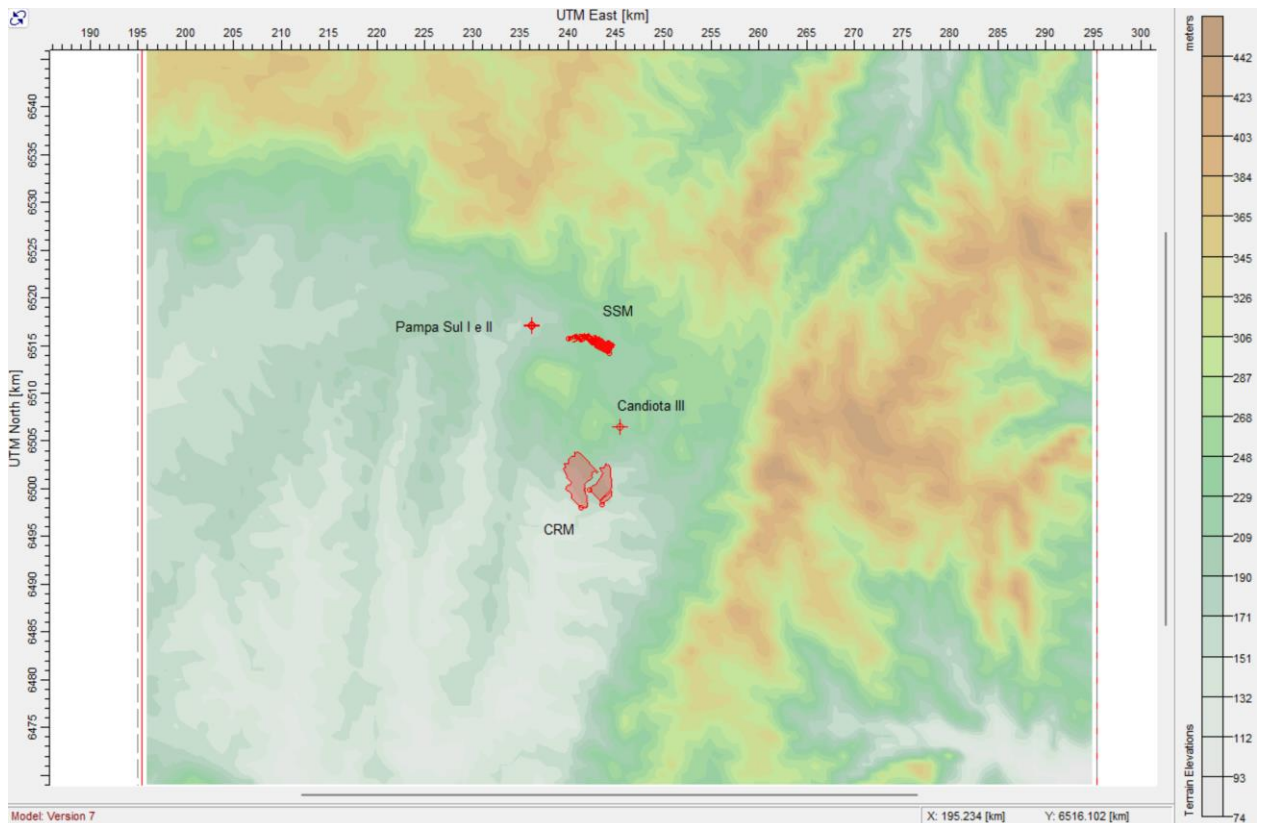 UTM East [km]
190 195 200 205 210 215 220 225 230 235 240 245 250 255 260 265 270 275 280 285 290 295 300
meters
UTM North [km]
6540
6535
6530
6525
6520
6515
6510
6505
6500
6495
6490
6485
6480
6475
SSM
Pampa Sul I e II
Candiota III
CRM
442
423
403
384
365
345
326
306
287
268
248
229
209
190
171
151
132
112
93
74
Terrain Elevations
Model: Version 7
X: 195.234 [km]
Y: 6516.102 [km]